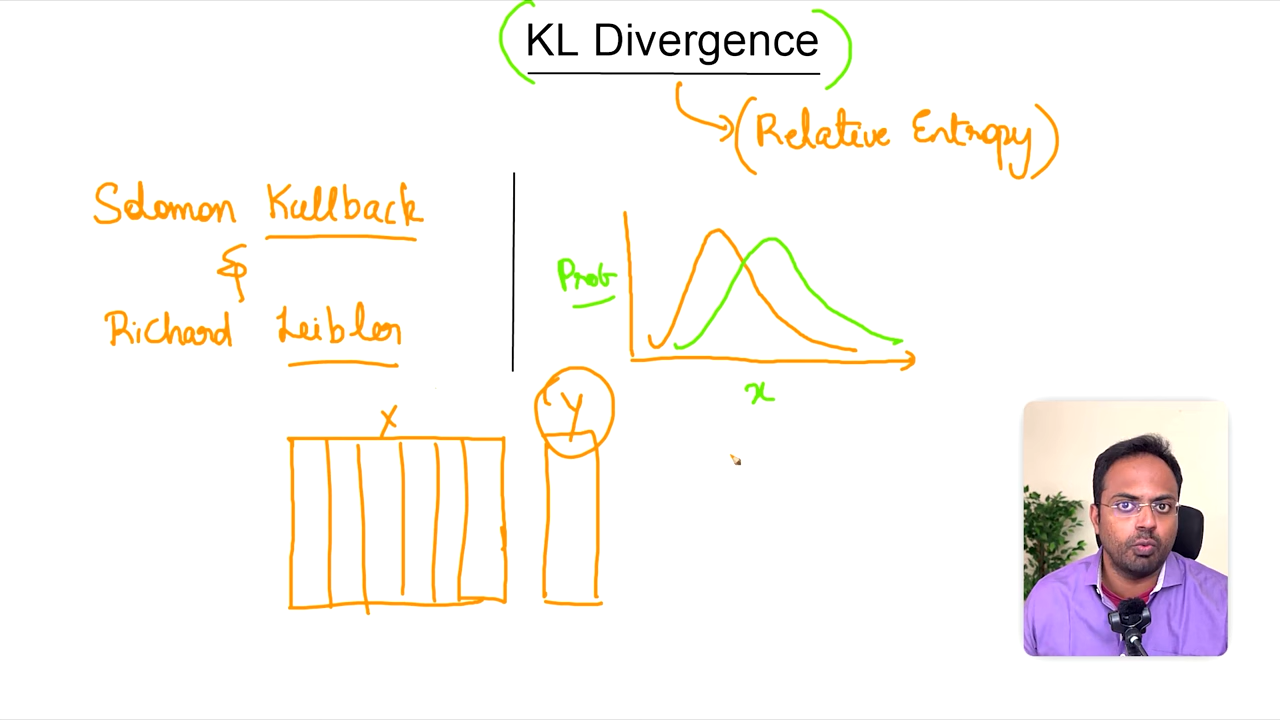 KL Divergence
(Relative Entropy)
Solomon Kullback
&
Richard Leibler
Prob
x
X
Y